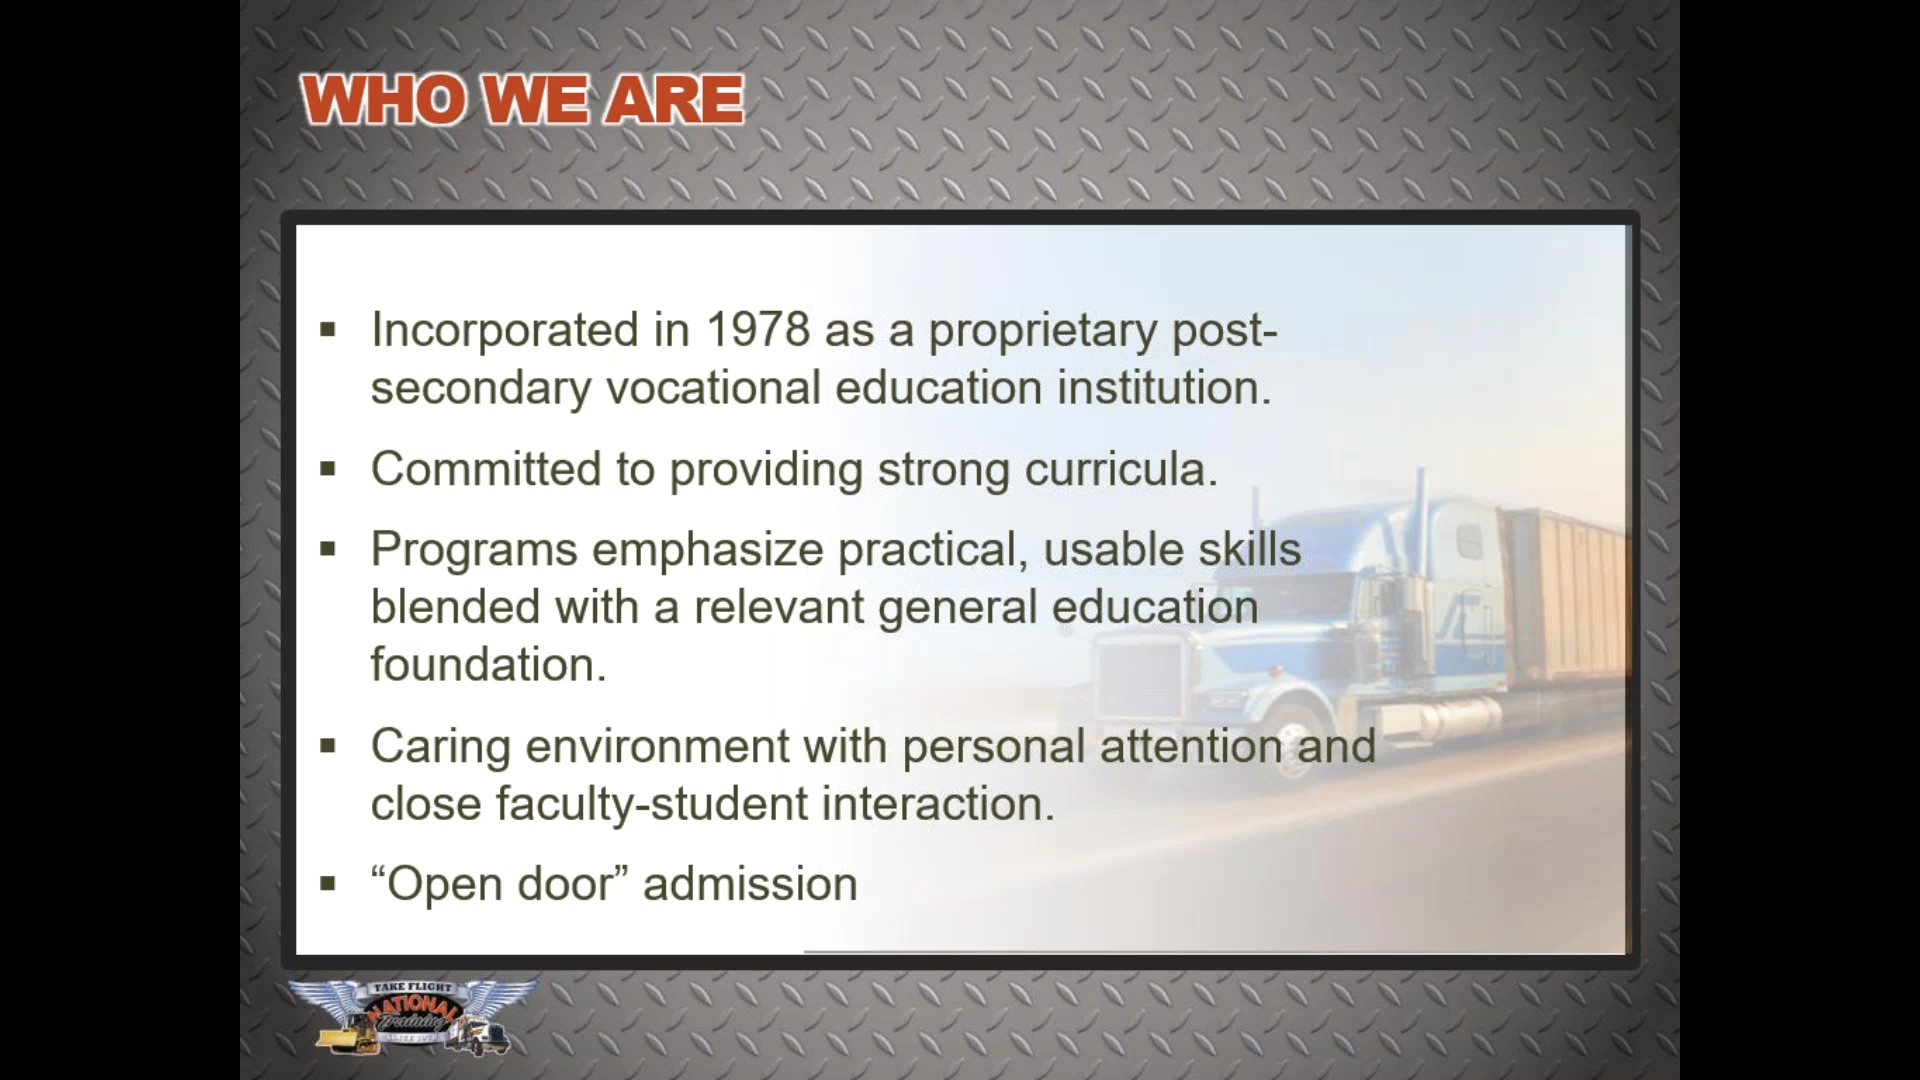 WHO WE ARE
▪ Incorporated in 1978 as a proprietary post-
secondary vocational education institution.
▪ Committed to providing strong curricula.
▪ Programs emphasize practical, usable skills
blended with a relevant general education
foundation.
▪ Caring environment with personal attention and
close faculty-student interaction.
▪ “Open door” admission
TAKE FLIGHT
NATIONAL
Training